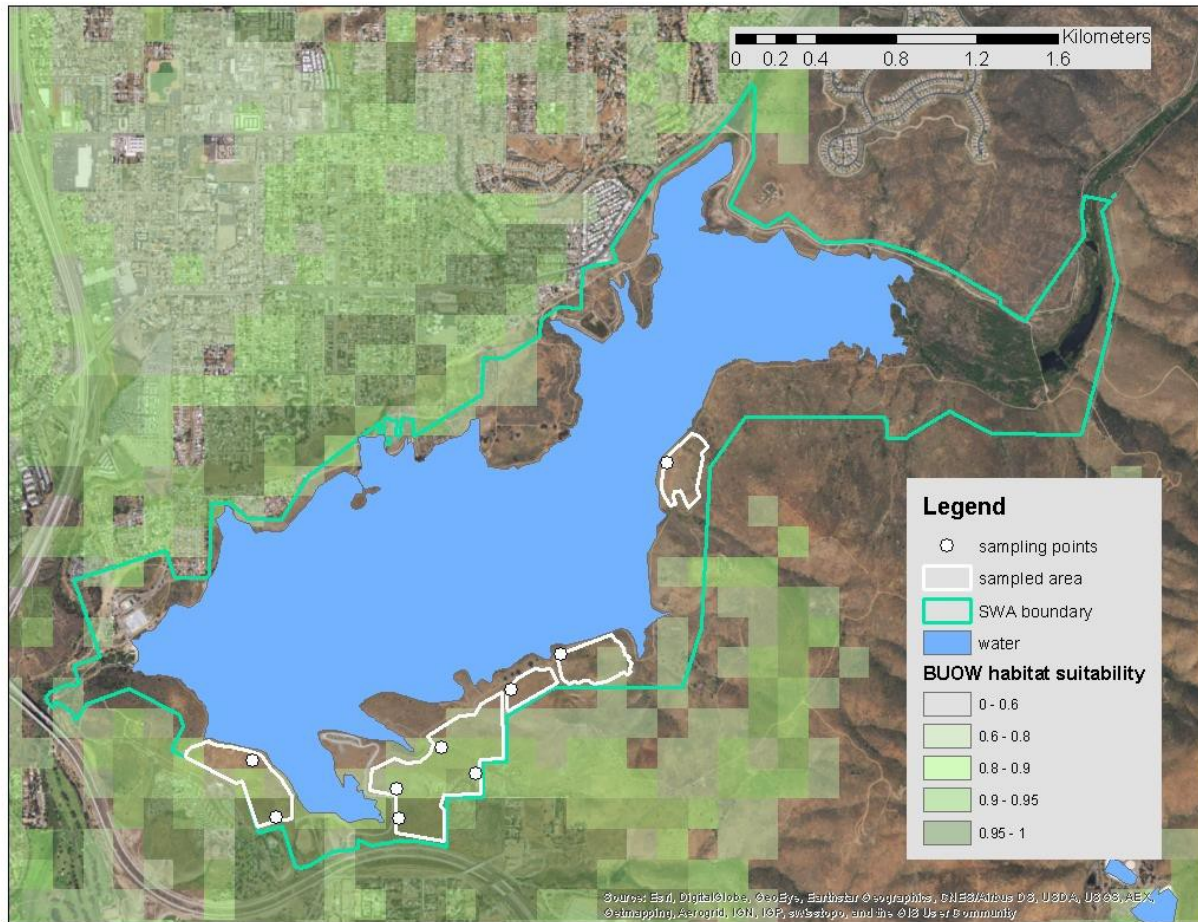 Kilometers
0 0.2 0.4 0.8 1.2 1.6
Legend
sampling points
sampled area
SWA boundary
water
BUOW habitat suitability
0 - 0.6
0.6 - 0.8
0.8 - 0.9
0.9 - 0.95
0.95 - 1
Source: Esri, DigitalGlobe, GeoEye, Earthstar Geographics, CNES/Airbus DS, USDA, USGS, AEX,
Getmapping, Aerogrid, IGN, IGP, swisstopo, and the GIS User Community